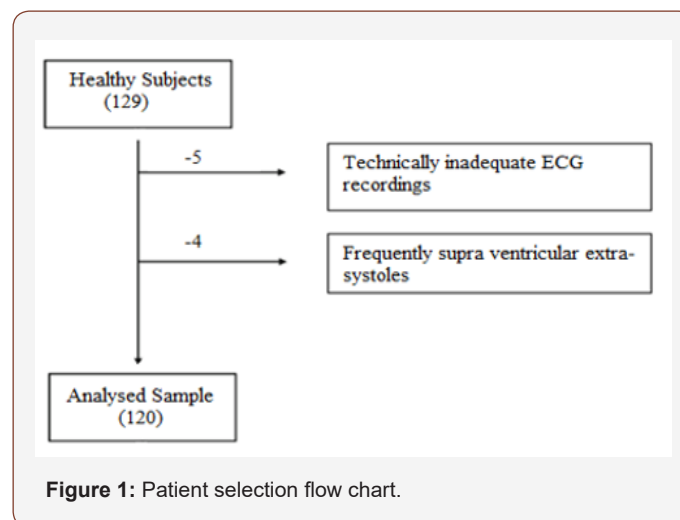 Healthy Subjects
(129)
-5
Technically inadequate ECG
recordings
-4
Frequently supra ventricular extra-
systoles
Analysed Sample
(120)
Figure 1: Patient selection flow chart.